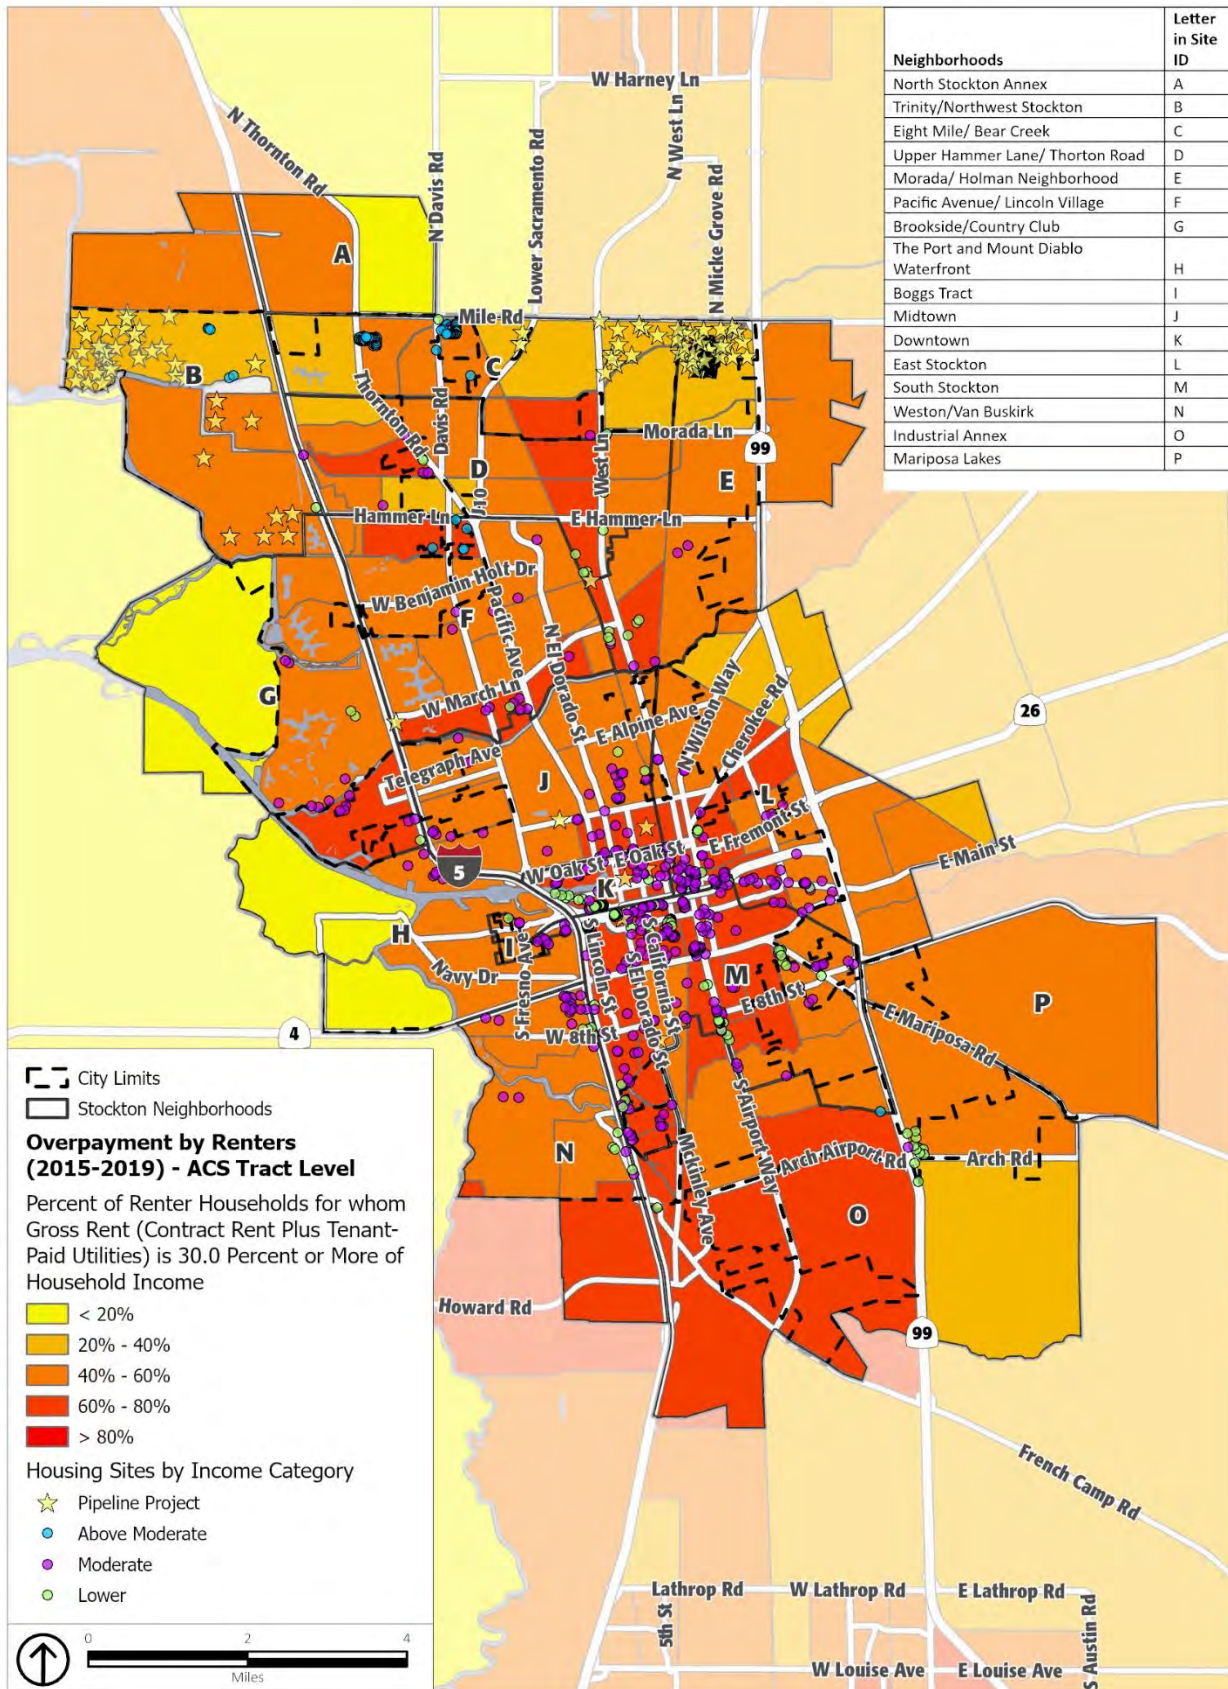 Neighborhoods
Letter
in Site
ID
North Stockton Annex A
Trinity/Northwest Stockton B
Eight Mile/ Bear Creek C
Upper Hammer Lane/ Thorton Road D
Morada/ Holman Neighborhood E
Pacific Avenue/ Lincoln Village F
Brookside/Country Club G
The Port and Mount Diablo
Waterfront H
Boggs Tract I
Midtown J
Downtown K
East Stockton L
South Stockton M
Weston/Van Buskirk N
Industrial Annex O
Mariposa Lakes P
W Harney Ln
N Thornton Rd
N Davis Rd
Lower Sacramento Rd
N West Ln
N Micke Grove Rd
A
Mile Rd
B
C
Thornton Rd
Davis Rd
Morada Ln
99
D
J10
West Ln
E
Hammer Ln
E Hammer Ln
W Benjamin Holt Dr
F
Pacific Ave
N El Dorado St
G
W March Ln
E Alpine Ave
N Wilson Way
Cherokee Rd
26
Telegraph Ave
J
L
E Fremont St
E Main St
5
W Oak St
E Oak St
K
H
I
Navy Dr
S Fresno Ave
S Lincoln St
S California St
S El Dorado St
M
E 8th St
P
E Mariposa Rd
4
W 8th St
N
S Airport Way
Mckinley Ave
Arch Airport Rd
Arch Rd
O
Howard Rd
99
French Camp Rd
Lathrop Rd
W Lathrop Rd
E Lathrop Rd
5th St
S Austin Rd
W Louise Ave
E Louise Ave
City Limits
Stockton Neighborhoods
Overpayment by Renters
(2015-2019) - ACS Tract Level
Percent of Renter Households for whom
Gross Rent (Contract Rent Plus Tenant-
Paid Utilities) is 30.0 Percent or More of
Household Income
< 20%
20% - 40%
40% - 60%
60% - 80%
> 80%
Housing Sites by Income Category
Pipeline Project
Above Moderate
Moderate
Lower
0 2 4
Miles